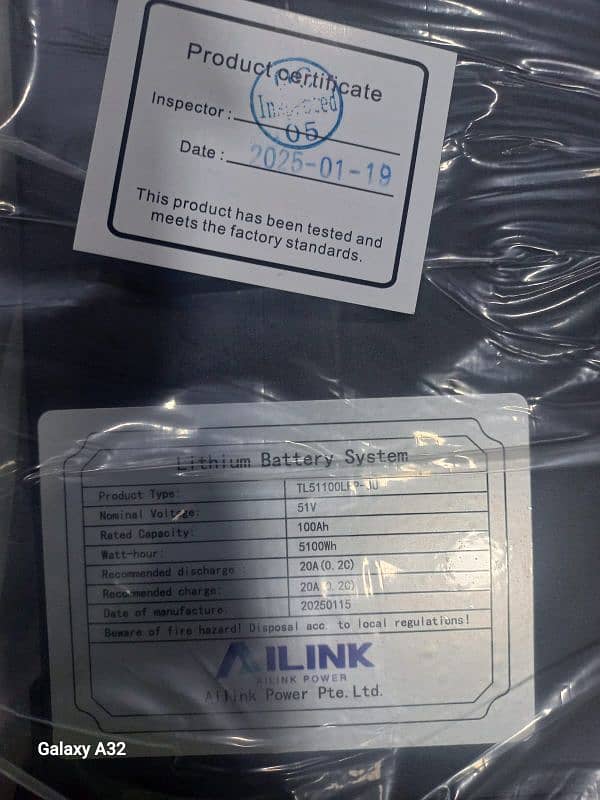 Product certificate
Inspector:
Inspected
05
Date: 2025-01-19
This product has been tested and
meets the factory standards.
Lithium Battery System
Product Type:
Nominal Voltage: 51V
Rated Capacity: 100Ah
Watt-hour: 5100Wh
Recommended discharge: 20A(0.2C)
Recommended charge: 20A(0.2C)
Date of manufacture 20250115
Beware of fire hazard! Disposal acc. to local regulations!
AILINK
AILINK POWER
Ailink Power Pte. Ltd.
Galaxy A32